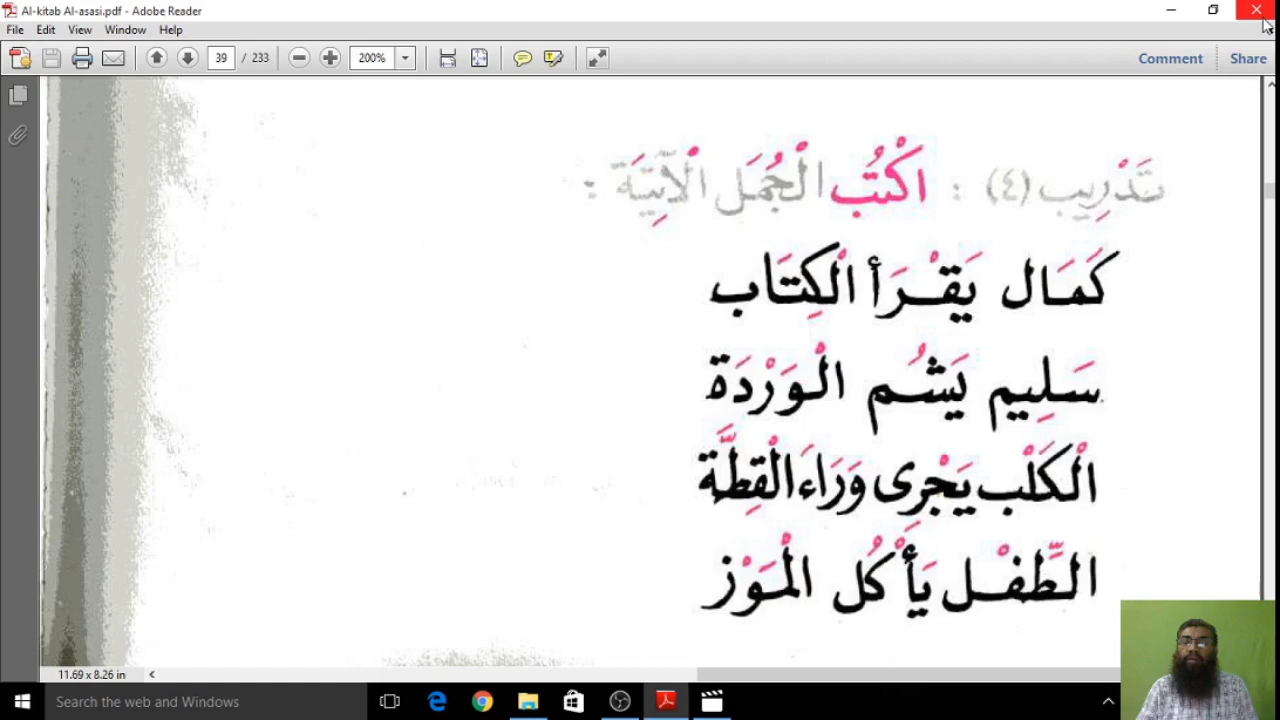 Al-kitab Al-asasi.pdf - Adobe Reader
File Edit View Window Help
39 / 233 200% Comment Share
تَدْرِيب (٤) : اكْتُب الْجُمَل الْآتِيَة :
كَمَال يَقْرَأ الْكِتَاب
سَلِيم يَشُم الْوَرْدَة
الْكَلْب يَجْرِى وَرَاءَ الْقِطَّة
الطِّفْل يَأْكُل الْمَوْز
11.69 x 8.26 in
Search the web and Windows